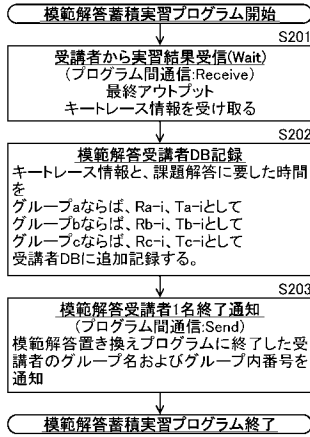 模範解答蓄積実習プログラム開始
S201
受講者から実習結果受信(Wait)
(プログラム間通信:Receive)
最終アウトプット
キートレース情報を受け取る
S202
模範解答受講者DB記録
キートレース情報と、課題解答に要した時間
を
グループaならば、Ra-i、Ta-iとして
グループbならば、Rb-i、Tb-iとして
グループcならば、Rc-i、Tc-iとして
受講者DBに追加記録する。
S203
模範解答受講者1名終了通知
(プログラム間通信:Send)
模範解答置き換えプログラムに終了した受
講者のグループ名およびグループ内番号を
通知
模範解答蓄積実習プログラム終了